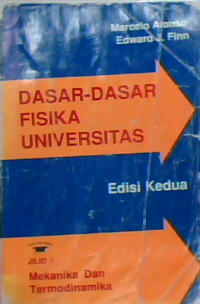 Marcelo Alonso
Edward J. Finn
DASAR-DASAR
FISIKA
UNIVERSITAS
Edisi Kedua
JILID 1
Mekanika Dan
Termodinamika